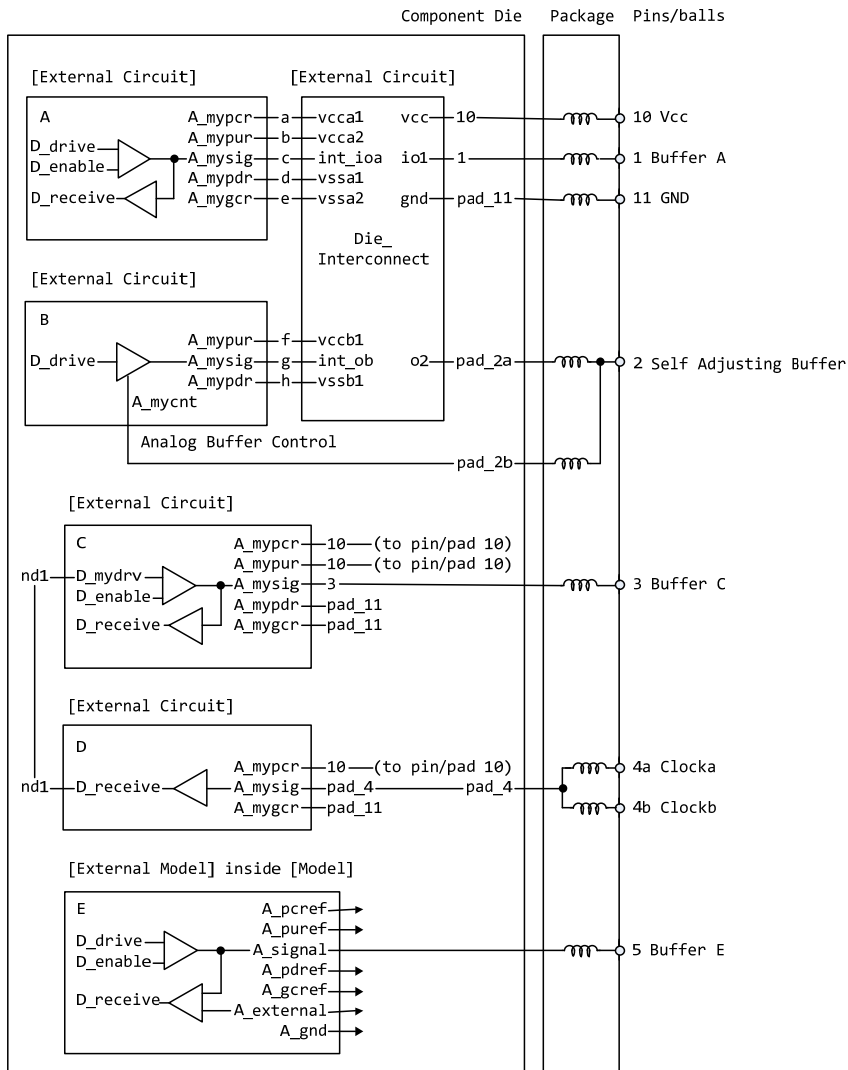 Component Die Package Pins/balls
[External Circuit] [External Circuit]
A A_mypcr a vcca1 vcc 10 10 Vcc
A_mypur b vcca2
D_drive
D_enable A_mysig c int_ioa io1 1 1 Buffer A
A_mypdr d vssa1
D_receive A_mygcr e vssa2 gnd pad_11 11 GND
Die_
Interconnect
[External Circuit]
B
A_mypur f vccb1
D_drive A_mysig g int_ob o2 pad_2a 2 Self Adjusting Buffer
A_mypdr h vssb1
A_mycnt
Analog Buffer Control
pad_2b
[External Circuit]
C A_mypcr 10 (to pin/pad 10)
A_mypur 10 (to pin/pad 10)
nd1 D_mydrv A_mysig 3 3 Buffer C
D_enable
A_mypdr pad_11
D_receive A_mygcr pad_11
[External Circuit]
D
A_mypcr 10 (to pin/pad 10) 4a Clocka
nd1 D_receive A_mysig pad_4 pad_4
A_mygcr pad_11 4b Clockb
[External Model] inside [Model]
E A_pcref
A_puref
D_drive
A_signal 5 Buffer E
D_enable
A_pdref
A_gcref
D_receive
A_external
A_gnd